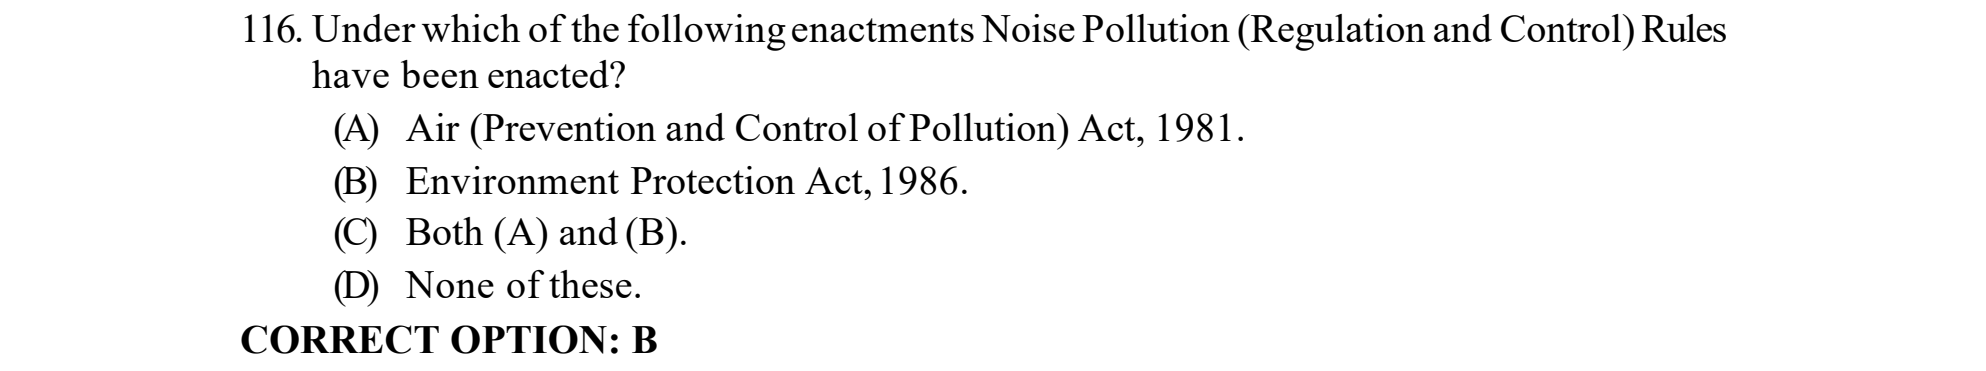 116. Under which of the following enactments Noise Pollution (Regulation and Control) Rules
have been enacted?
(A) Air (Prevention and Control of Pollution) Act, 1981.
(B) Environment Protection Act, 1986.
(C) Both (A) and (B).
(D) None of these.
CORRECT OPTION: B